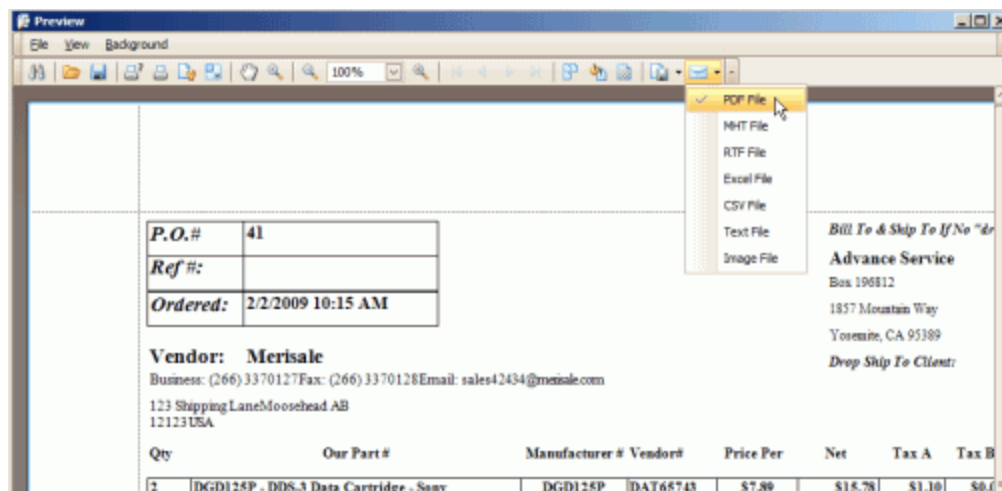 Preview
File View Background
100%
PDF File
MHT File
RTF File
Excel File
CSV File
Text File
Image File
P.O.# 41
Ref #:
Ordered: 2/2/2009 10:15 AM
Bill To & Ship To If No "dr
Advance Service
Box 196812
1857 Mountain Way
Yosemite, CA 95389
Drop Ship To Client:
Vendor: Merisale
Business: (266) 3370127Fax: (266) 3370128Email: sales42434@merisale.com
123 Shipping LaneMoosehead AB
12123USA
Qty Our Part # Manufacturer # Vendor# Price Per Net Tax A Tax B
2 DGD125P - DDS-3 Data Cartridge - Sony DGD125P DAT65743 $7.89 $15.78 $1.10 $0.0